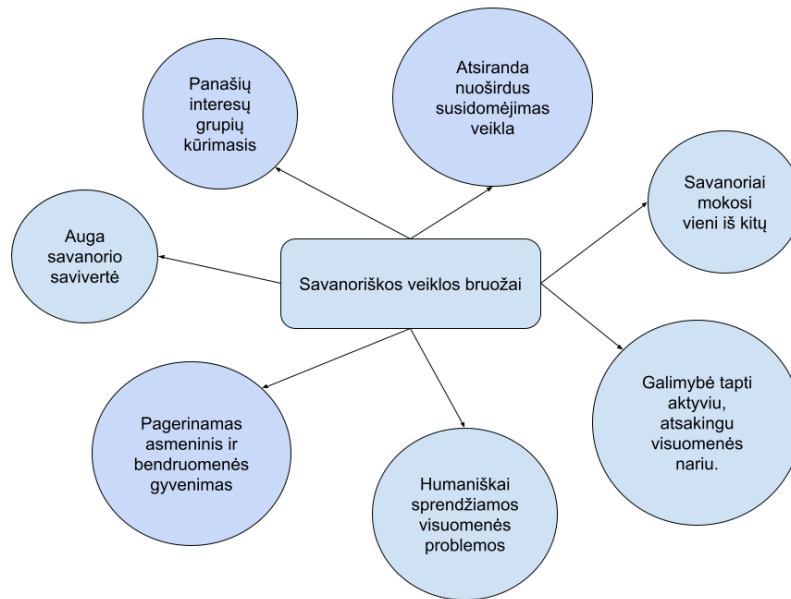 Panašių
interesų
grupių
kūrimasis
Atsiranda
nuoširdus
susidomėjimas
veikla
Savanoriai
mokosi
vieni iš kitų
Auga
savanorio
savivertė
Savanoriškos veiklos bruožai
Galimybė tapti
aktyviu,
atsakingu
visuomenės
nariu.
Pagerinamas
asmeninis ir
bendruomenės
gyvenimas
Humaniškai
sprendžiamos
visuomenės
problemos